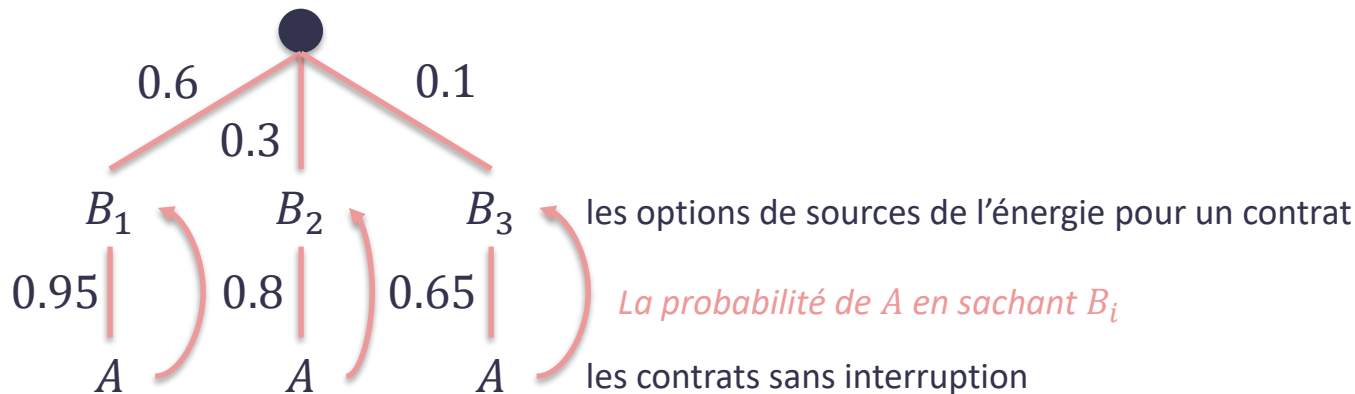 0.6 0.1
0.3
B₁ B₂ B₃ les options de sources de l'énergie pour un contrat
0.95 0.8 0.65 La probabilité de A en sachant Bᵢ
A A A les contrats sans interruption